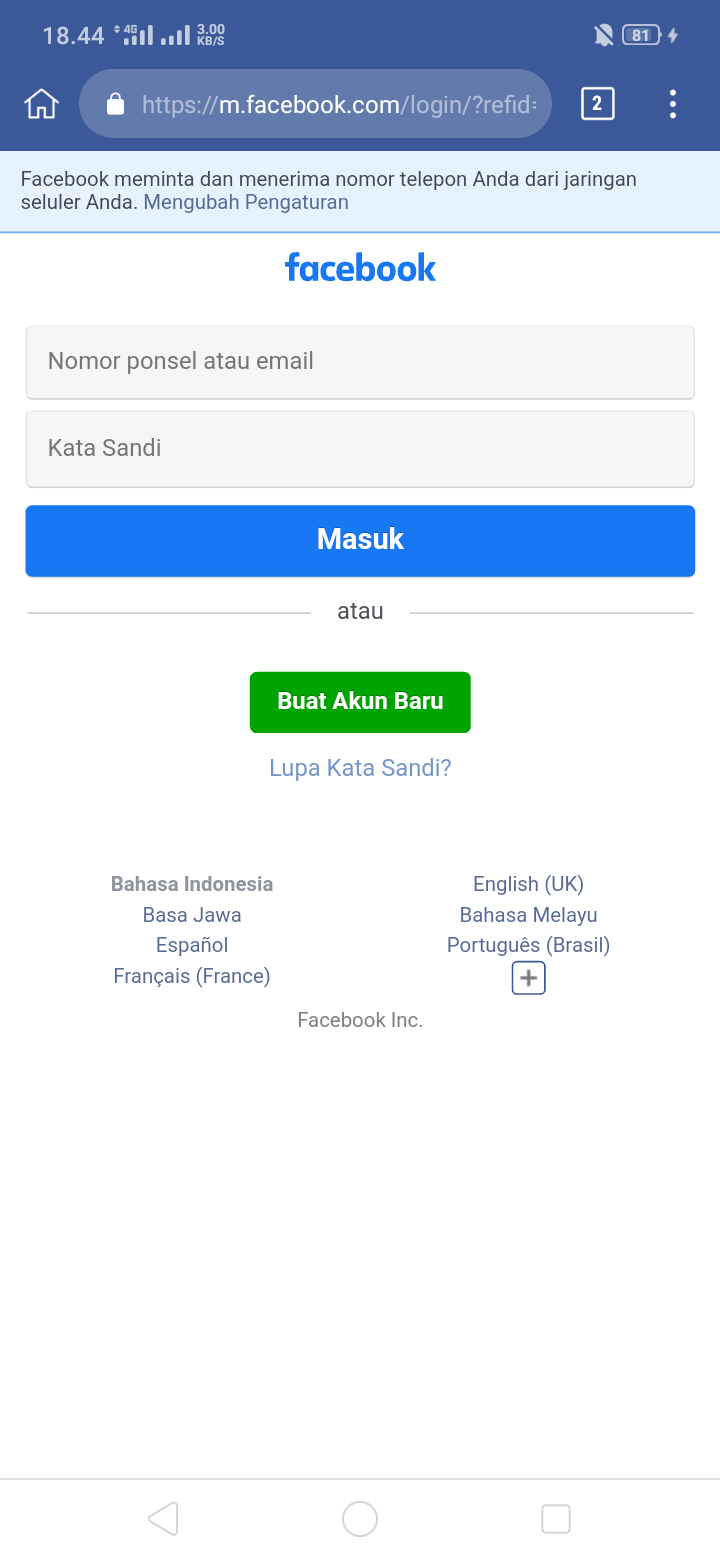 18.44 4G 3.00 KB/S 81
https://m.facebook.com/login/?refid=
2
Facebook meminta dan menerima nomor telepon Anda dari jaringan
seluler Anda. Mengubah Pengaturan
facebook
Nomor ponsel atau email
Kata Sandi
Masuk
atau
Buat Akun Baru
Lupa Kata Sandi?
Bahasa Indonesia
English (UK)
Basa Jawa
Bahasa Melayu
Español
Português (Brasil)
Français (France)
Facebook Inc.